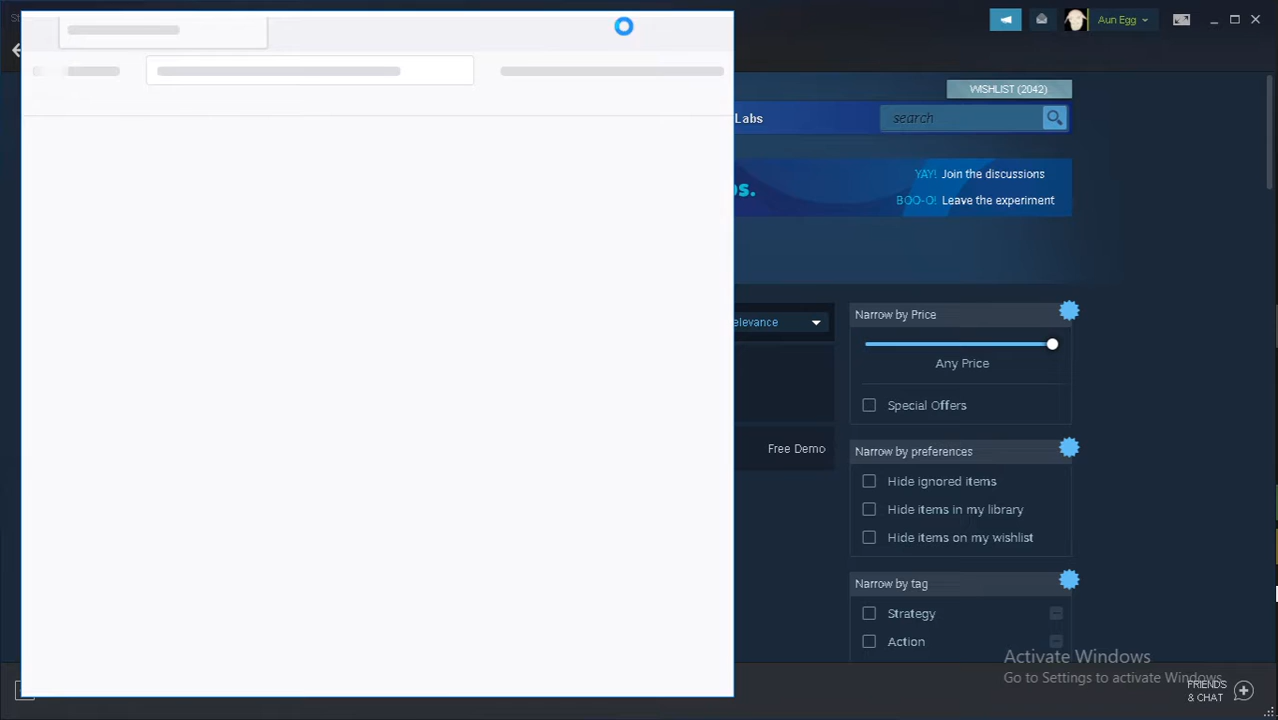 St
Aun Egg
WISHLIST (2042)
Labs
search
os.
YAY! Join the discussions
BOO-O! Leave the experiment
elevance
Narrow by Price
Any Price
Special Offers
Free Demo
Narrow by preferences
Hide ignored items
Hide items in my library
Hide items on my wishlist
Narrow by tag
Strategy
Action
Activate Windows
Go to Settings to activate Windows.
FRIENDS
& CHAT